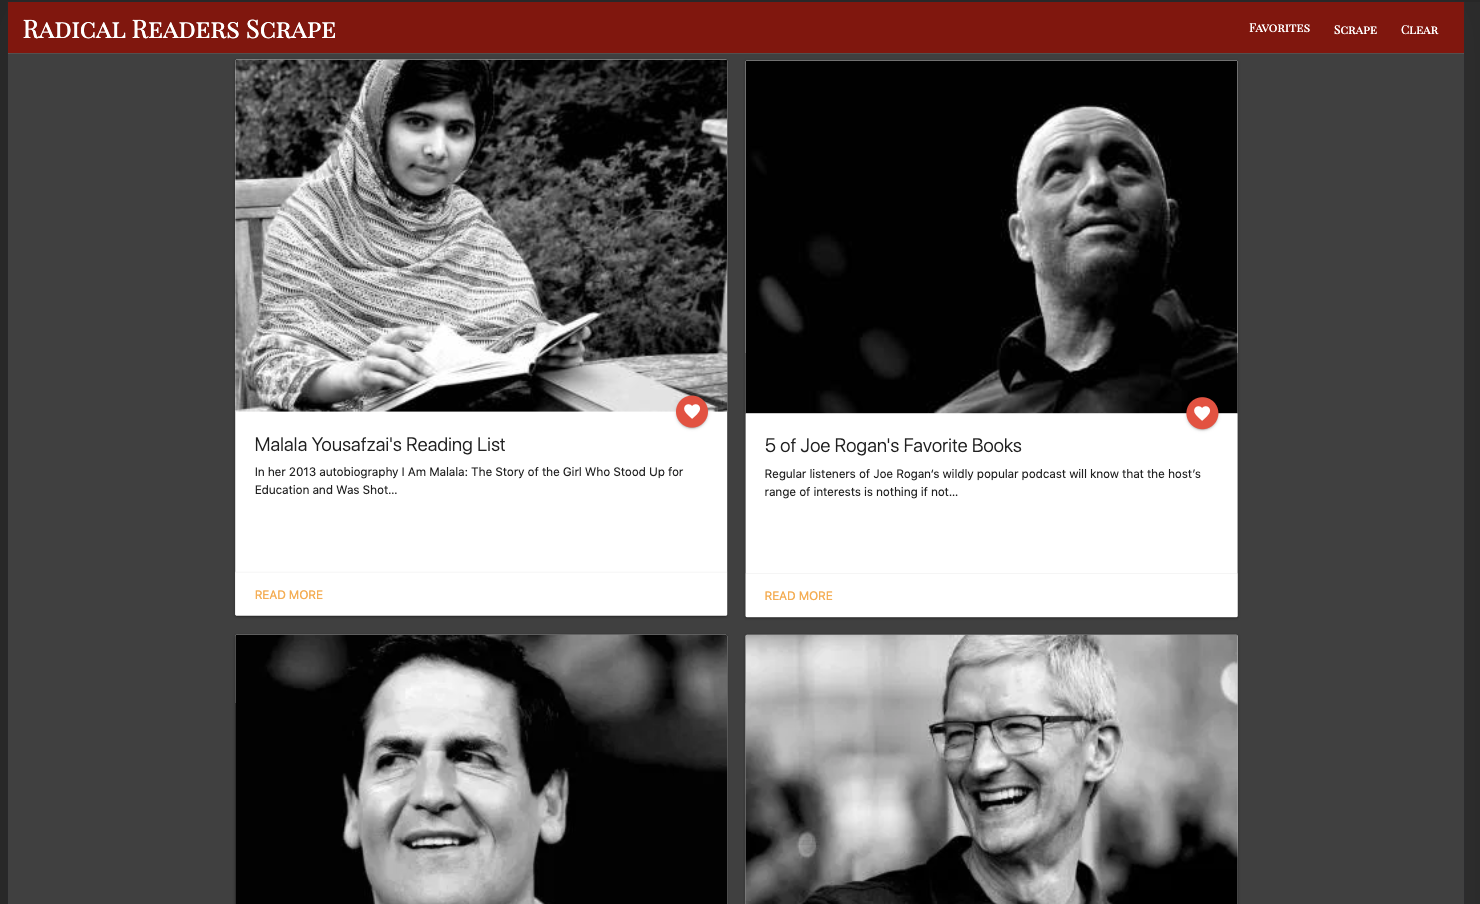 Radical Readers Scrape
Favorites
Scrape
Clear
Malala Yousafzai's Reading List
In her 2013 autobiography I Am Malala: The Story of the Girl Who Stood Up for
Education and Was Shot...
READ MORE
5 of Joe Rogan's Favorite Books
Regular listeners of Joe Rogan’s wildly popular podcast will know that the host’s
range of interests is nothing if not...
READ MORE